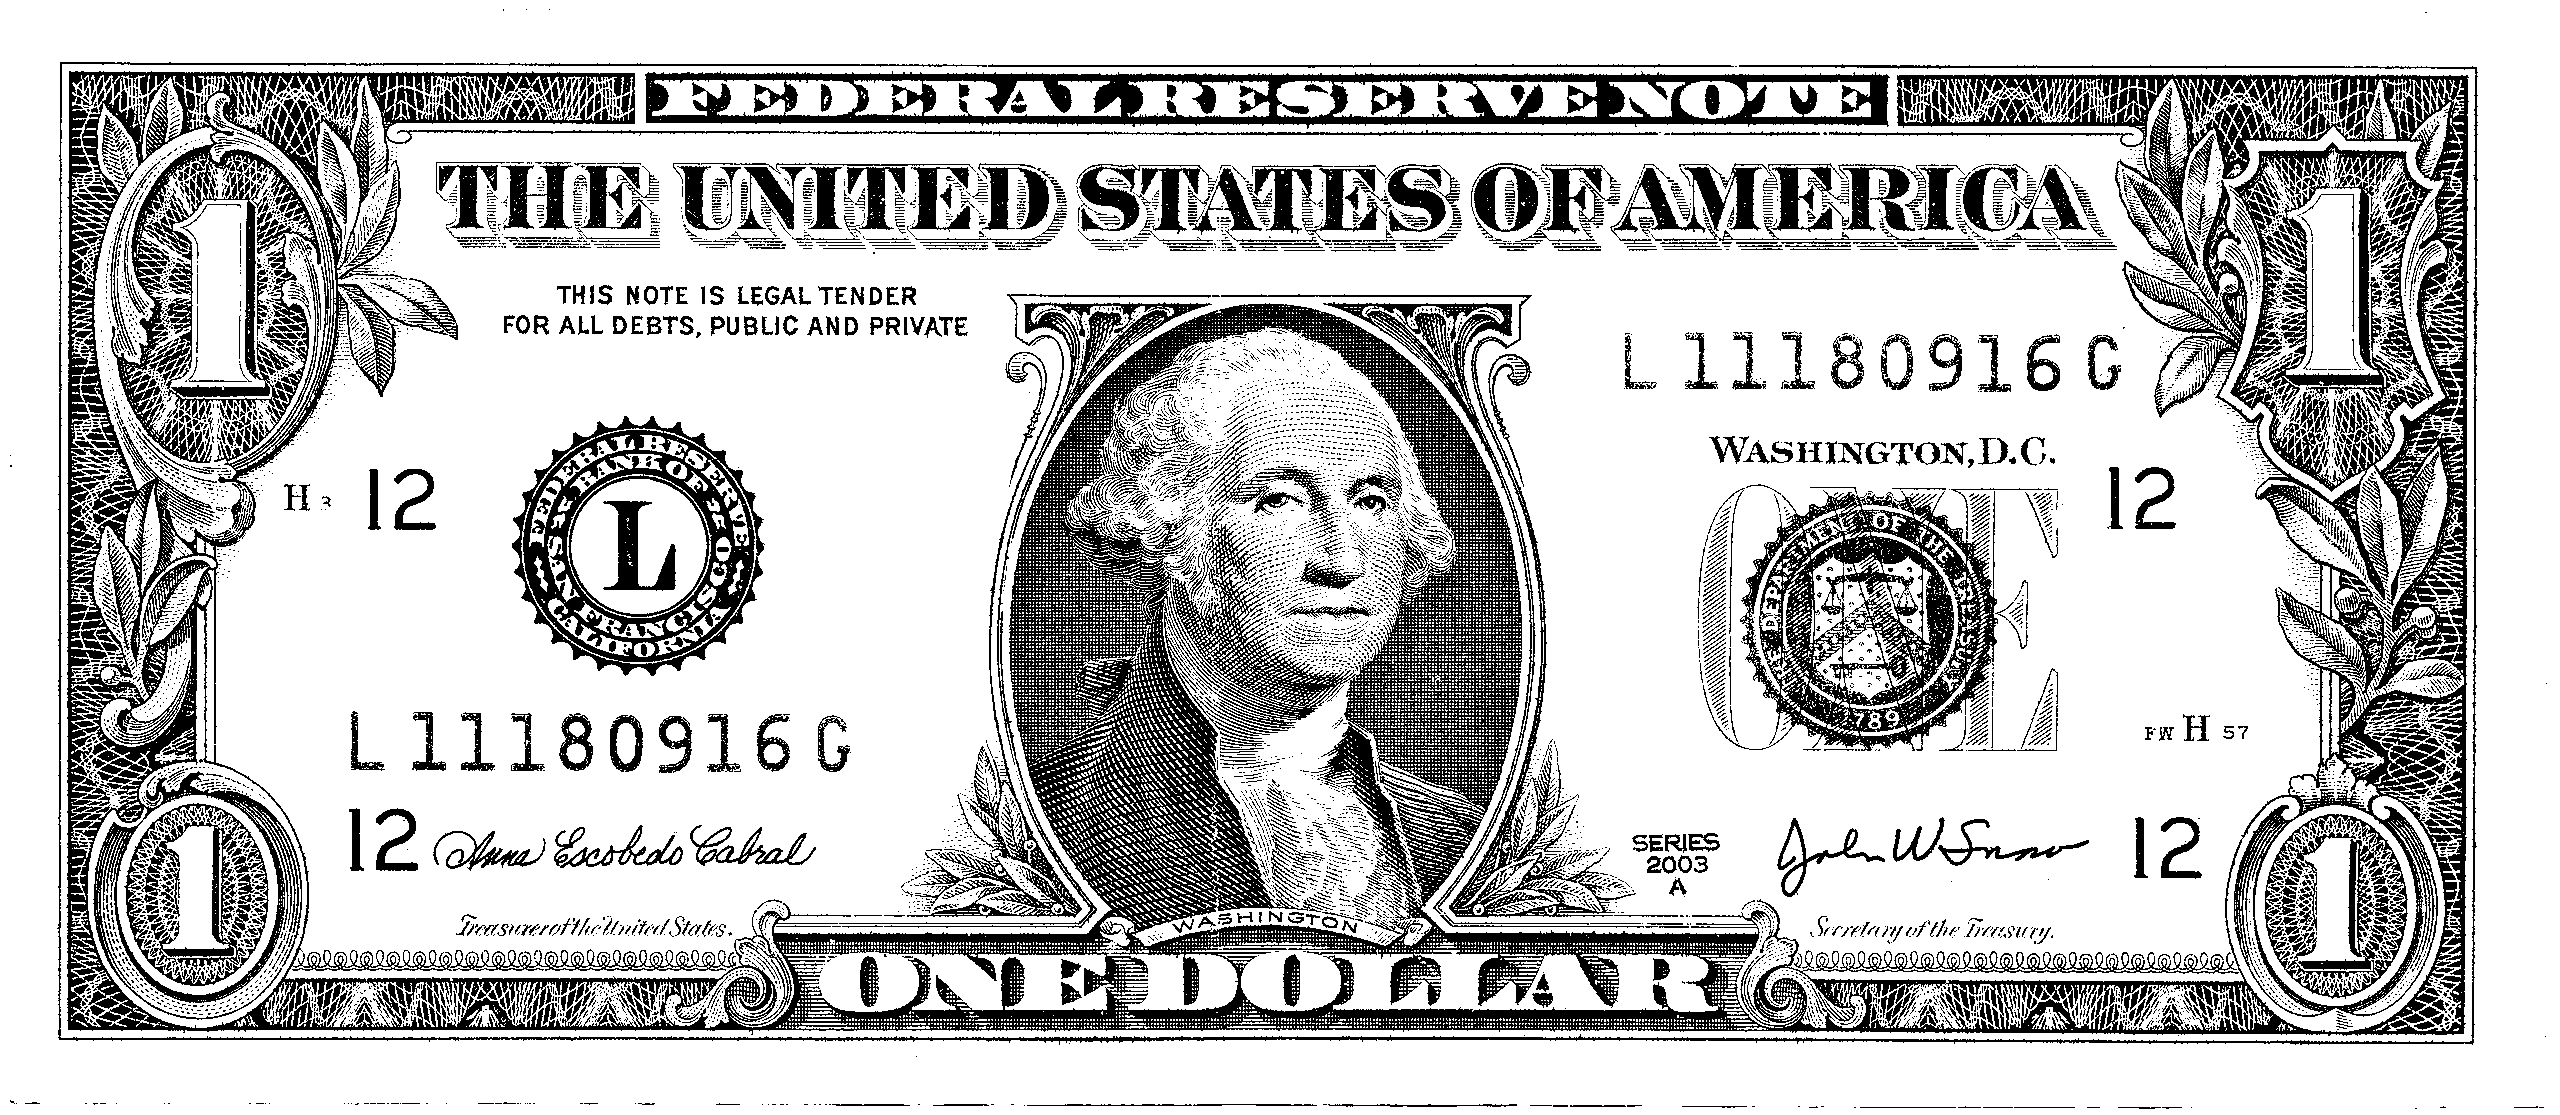 FEDERAL RESERVE NOTE
THE UNITED STATES OF AMERICA
1
1
THIS NOTE IS LEGAL TENDER
FOR ALL DEBTS, PUBLIC AND PRIVATE
L 11180916 G
WASHINGTON, D.C.
H 3
12
FEDERAL RESERVE
BANK OF
SAN FRANCISCO
CALIFORNIA
L
12
ONE
THE DEPARTMENT OF THE TREASURY
1789
L 11180916 G
FW H 57
12
Anna Escobedo Cabral
Treasurer of the United States.
SERIES
2003
A
John W Snow
Secretary of the Treasury.
12
WASHINGTON
1
ONE DOLLAR
1